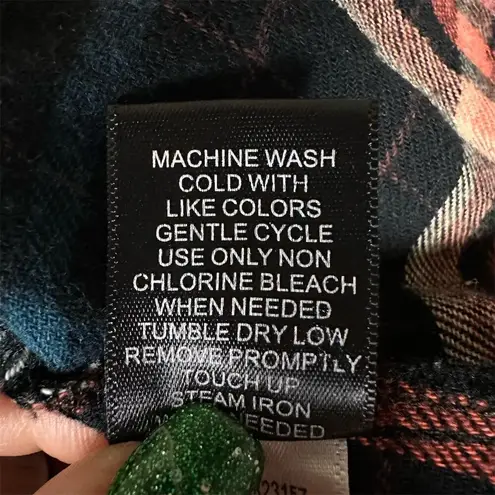 MACHINE WASH
COLD WITH
LIKE COLORS
GENTLE CYCLE
USE ONLY NON
CHLORINE BLEACH
WHEN NEEDED
TUMBLE DRY LOW
REMOVE PROMPTLY
TOUCH UP
STEAM IRON
NEEDED